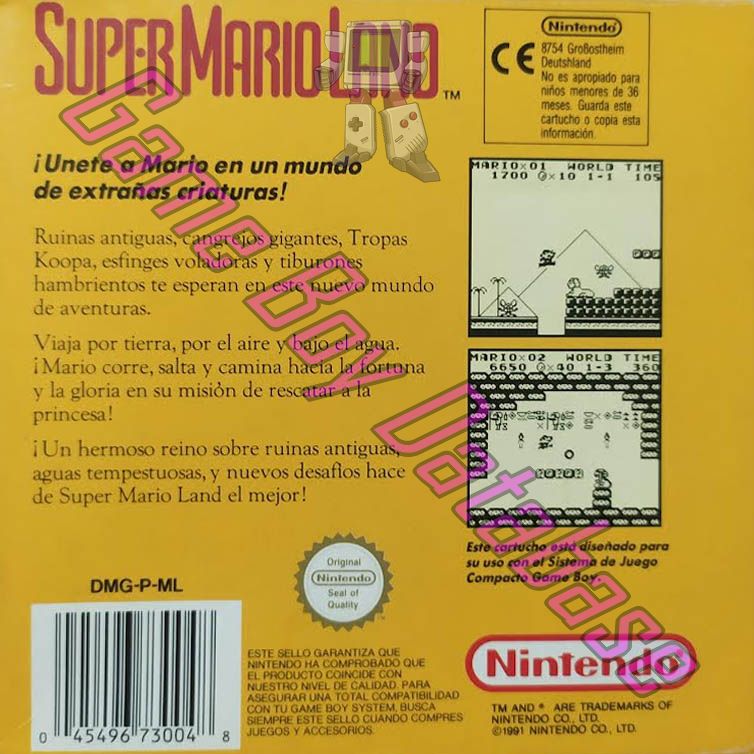 SUPER MARIO LAND™
Nintendo
CE
8754 Großostheim
Deutshland
No es apropiado para
niños menores de 36
meses. Guarda este
cartucho o copia esta
información.
¡Unete a Mario en un mundo
de extrañas criaturas!
Ruinas antiguas, cangrejos gigantes, Tropas
Koopa, esfinges voladoras y tiburones
hambrientos te esperan en este nuevo mundo
de aventuras.
Viaja por tierra, por el aire y bajo el agua.
¡Mario corre, salta y camina hacia la fortuna
y la gloria en su misión de rescatar a la
princesa!
¡Un hermoso reino sobre ruinas antiguas,
aguas tempestuosas, y nuevos desafíos hace
de Super Mario Land el mejor!
MARIO×01 WORLD TIME
1700 ×10 1-1 105
MARIO×02 WORLD TIME
6650 ×40 1-3 360
Este cartucho está diseñado para
su uso con el Sistema de Juego
Compacto Game Boy.
DMG-P-ML
0 45496 73004 8
Original
Nintendo
Seal of
Quality
™
ESTE SELLO GARANTIZA QUE
NINTENDO HA COMPROBADO QUE
EL PRODUCTO COINCIDE CON
NUESTRO NIVEL DE CALIDAD. PARA
ASEGURAR UNA TOTAL COMPATIBILIDAD
CON TU GAME BOY SYSTEM, BUSCA
SIEMPRE ESTE SELLO CUANDO COMPRES
JUEGOS Y ACCESORIOS.
Nintendo®
TM AND ® ARE TRADEMARKS OF
NINTENDO CO., LTD.
©1991 NINTENDO CO., LTD.
Game Boy Database